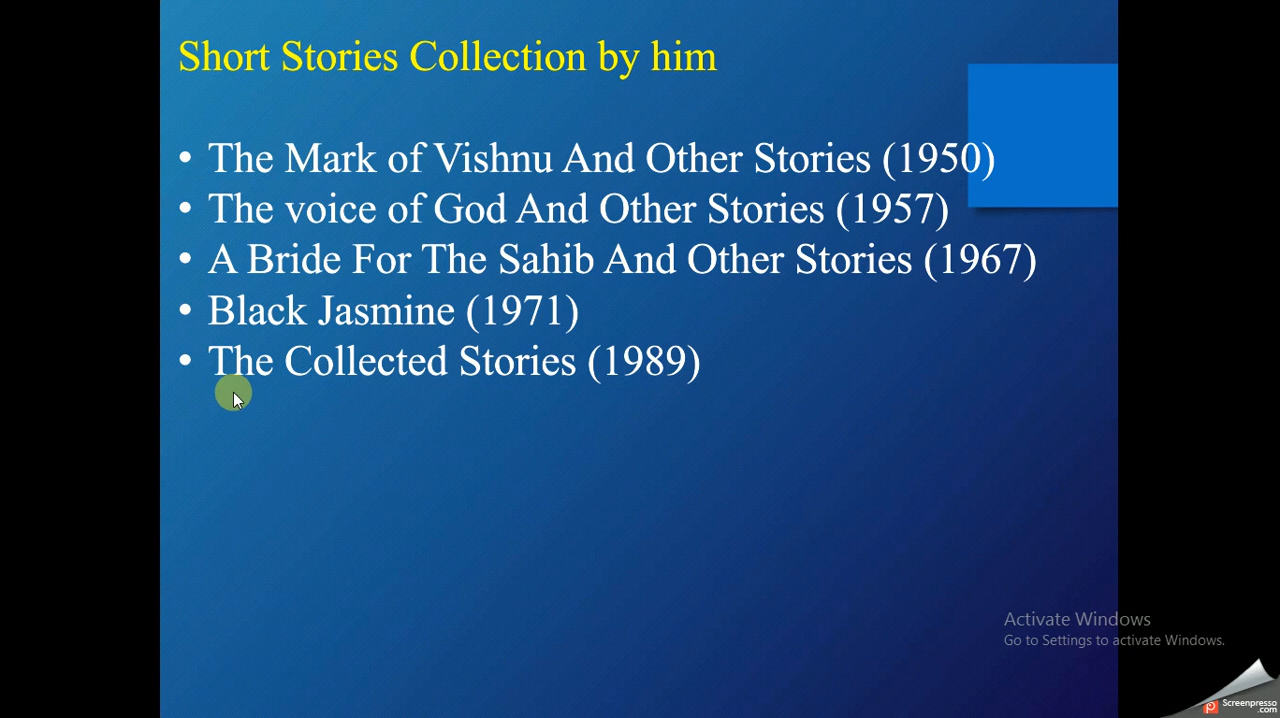 Short Stories Collection by him
• The Mark of Vishnu And Other Stories (1950)
• The voice of God And Other Stories (1957)
• A Bride For The Sahib And Other Stories (1967)
• Black Jasmine (1971)
• The Collected Stories (1989)
Activate Windows
Go to Settings to activate Windows.
Screenpresso
.com